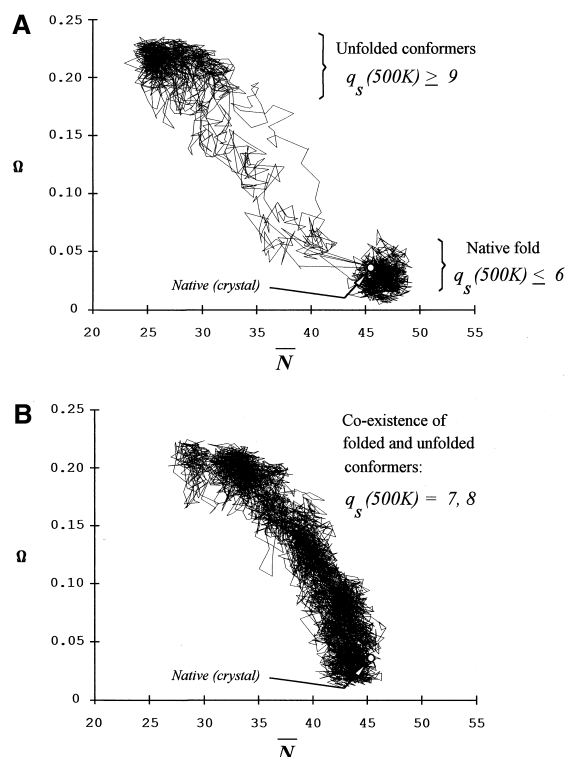 A
0.25
0.20
0.15
Ω
0.10
0.05
0
Unfolded conformers
qs (500K) ≥ 9
Native fold
qs (500K) ≤ 6
Native (crystal)
20 25 30 35 40 45 50 55
N̅
B
0.25
0.20
0.15
Ω
0.10
0.05
0
Co-existence of
folded and unfolded
conformers:
qs (500K) = 7, 8
Native (crystal)
20 25 30 35 40 45 50 55
N̅